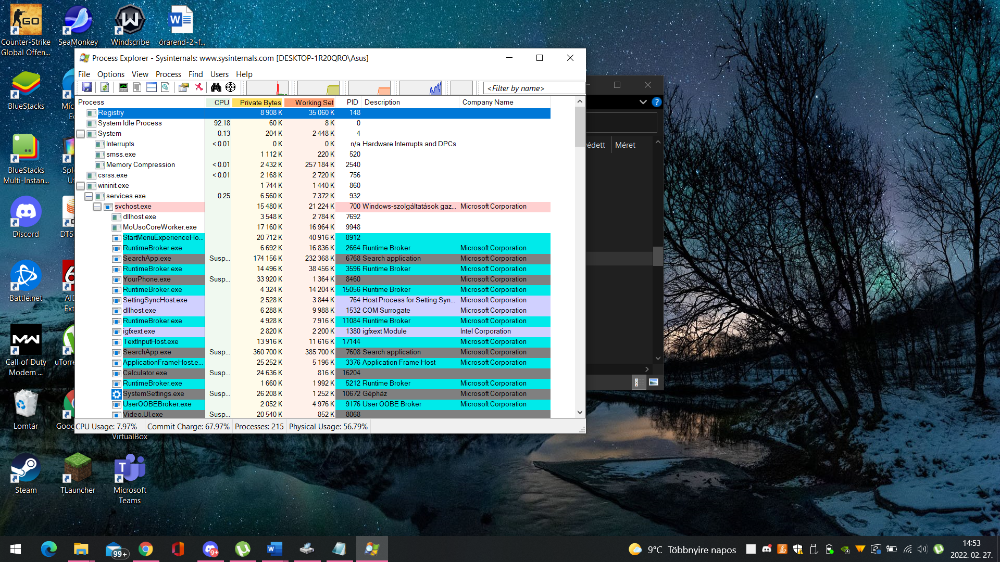 Counter-Strike
Global Offen...
SeaMonkey
Windscribe
órarend-2.-f...
BlueStacks
BlueStacks
Multi-Instan...
Discord
Battle.net
Call of Duty
Modern ...
Lomtár
VirtualBox
Steam
TLauncher
Microsoft
Teams
Process Explorer - Sysinternals: www.sysinternals.com [DESKTOP-1R20QRO\Asus]
File Options View Process Find Users Help
<Filter by name>
Process CPU Private Bytes Working Set PID Description Company Name
Registry 8 908 K 35 060 K 148
System Idle Process 92.18 60 K 8 K 0
System 0.13 204 K 2 448 K 4
Interrupts < 0.01 0 K 0 K n/a Hardware Interrupts and DPCs
smss.exe 1 112 K 220 K 520
Memory Compression < 0.01 2 432 K 257 184 K 2540
csrss.exe < 0.01 2 168 K 2 720 K 756
wininit.exe 1 744 K 1 440 K 860
services.exe 0.25 6 560 K 7 372 K 932
svchost.exe 15 480 K 21 224 K 700 Windows-szolgáltatások gaz... Microsoft Corporation
dllhost.exe 3 548 K 2 784 K 7692
MoUsoCoreWorker.exe 17 160 K 16 964 K 9948
StartMenuExperienceHo... 20 712 K 40 916 K 8912
RuntimeBroker.exe 6 692 K 16 836 K 2664 Runtime Broker Microsoft Corporation
SearchApp.exe Susp... 174 156 K 232 368 K 6768 Search application Microsoft Corporation
RuntimeBroker.exe 14 496 K 38 456 K 3596 Runtime Broker Microsoft Corporation
YourPhone.exe Susp... 33 920 K 1 364 K 8460
RuntimeBroker.exe 4 324 K 14 204 K 15056 Runtime Broker Microsoft Corporation
SettingSyncHost.exe 2 528 K 3 844 K 764 Host Process for Setting Syn... Microsoft Corporation
dllhost.exe 6 288 K 9 988 K 1532 COM Surrogate Microsoft Corporation
RuntimeBroker.exe 4 928 K 7 916 K 11084 Runtime Broker Microsoft Corporation
igfxext.exe 2 820 K 2 200 K 1380 igfxext Module Intel Corporation
TextInputHost.exe 13 916 K 11 616 K 17144 Microsoft Corporation
SearchApp.exe Susp... 360 700 K 385 700 K 7608 Search application Microsoft Corporation
ApplicationFrameHost.e... 25 252 K 5 196 K 3376 Application Frame Host Microsoft Corporation
Calculator.exe Susp... 24 636 K 816 K 16204
RuntimeBroker.exe 1 660 K 1 992 K 5212 Runtime Broker Microsoft Corporation
SystemSettings.exe Susp... 26 208 K 1 252 K 10672 Gépház Microsoft Corporation
UserOOBEBroker.exe 2 052 K 4 976 K 9176 User OOBE Broker Microsoft Corporation
Video.UI.exe Susp... 20 540 K 852 K 8068
CPU Usage: 7.97% Commit Charge: 67.97% Processes: 215 Physical Usage: 56.79%
Méret
99+
9+
9°C Többnyire napos
14:53
2022. 02. 27.